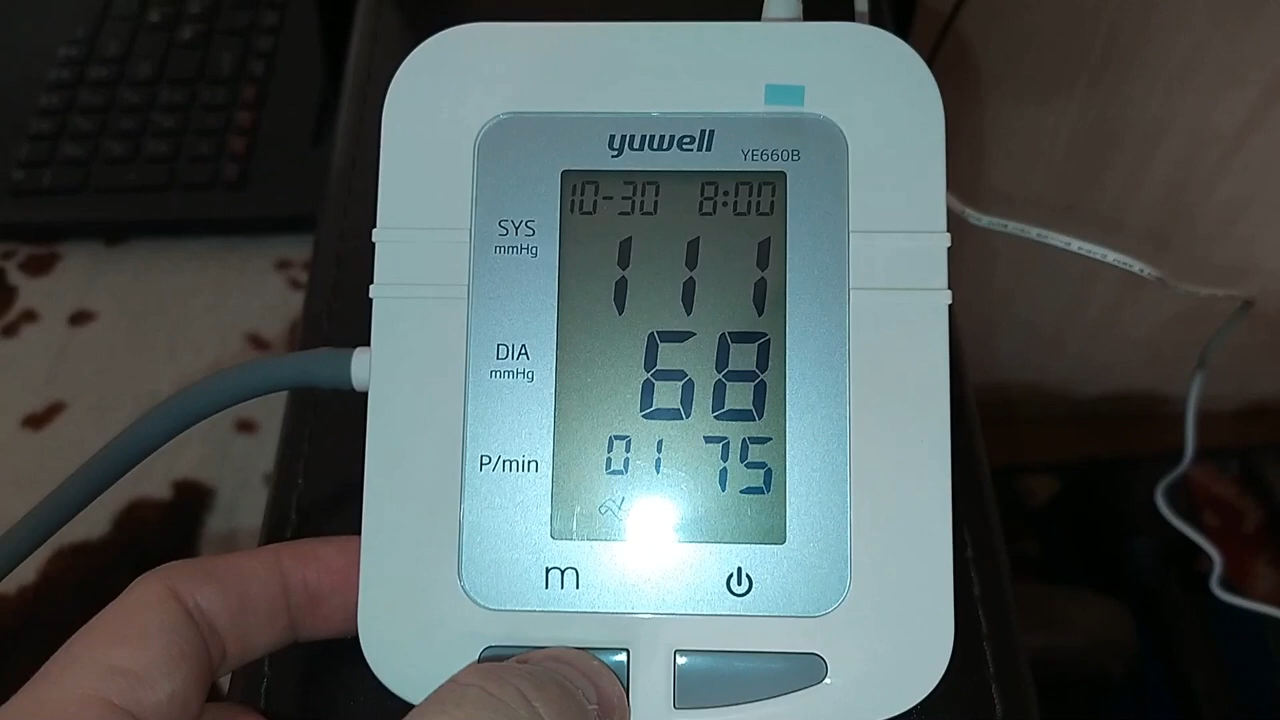 yuwell
YE660B
10-30 8:00
SYS
mmHg
111
DIA
mmHg
68
P/min
01 75
m